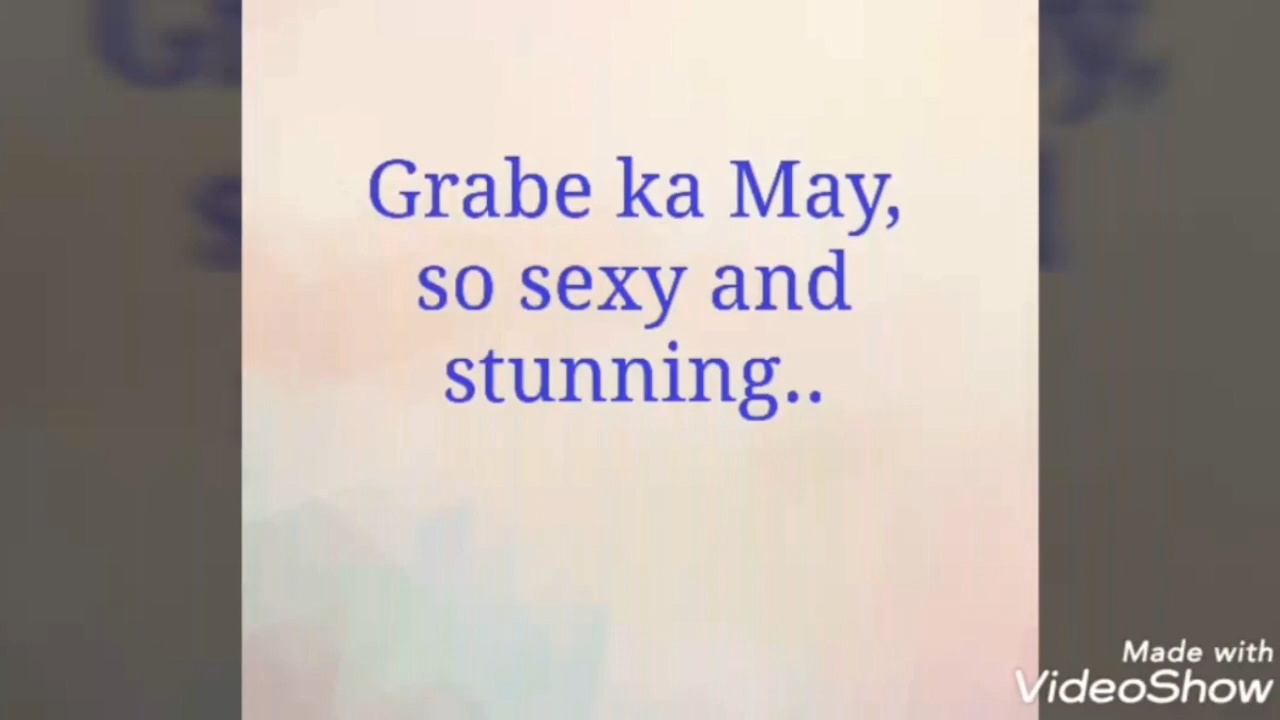 Grabe ka May,
so sexy and
stunning..
Made with
VideoShow